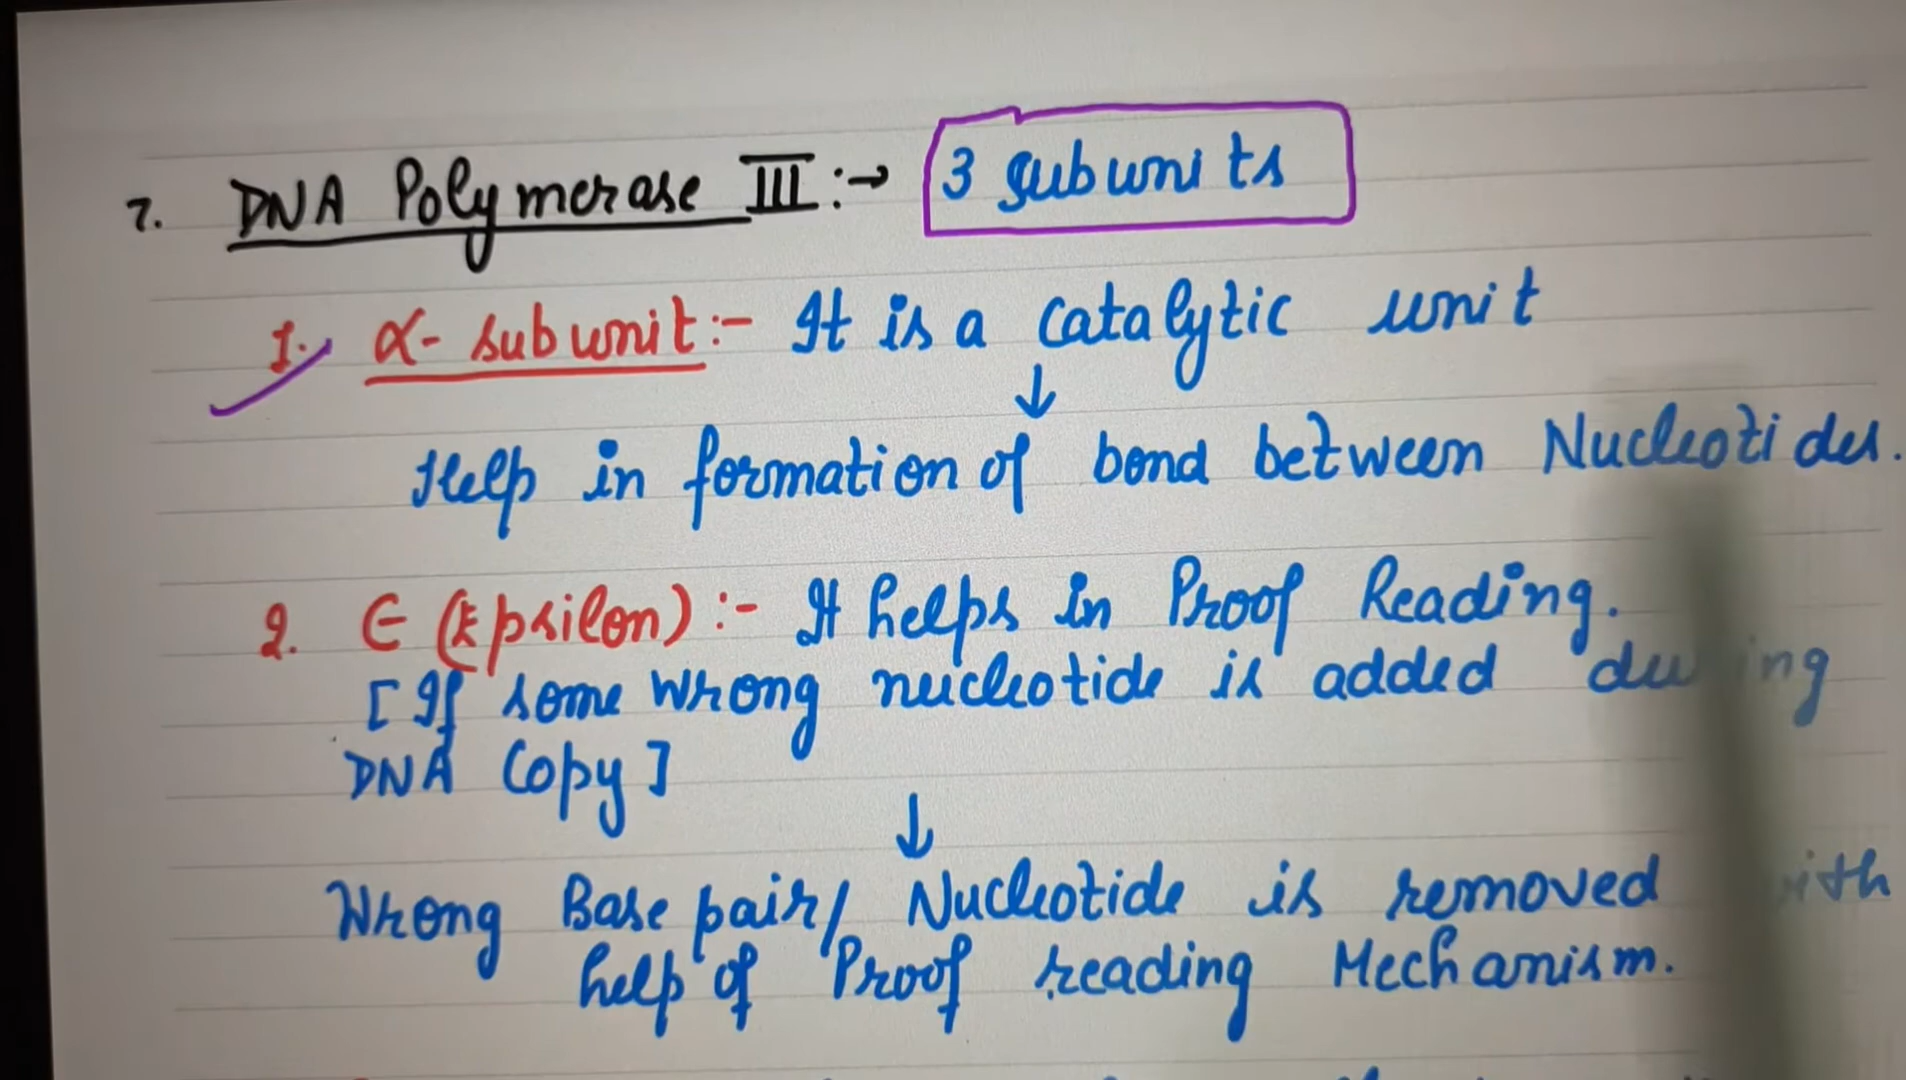 7. DNA Polymerase III :→ 3 subunits
1. α- subunit :- It is a catalytic unit
↓
Help in formation of bond between Nucleotides.
2. ∈ (Epsilon) :- It helps in Proof Reading.
[If some wrong nucleotide is added during
DNA Copy]
↓
Wrong Base pair/ Nucleotide is removed with
help of Proof reading Mechanism.